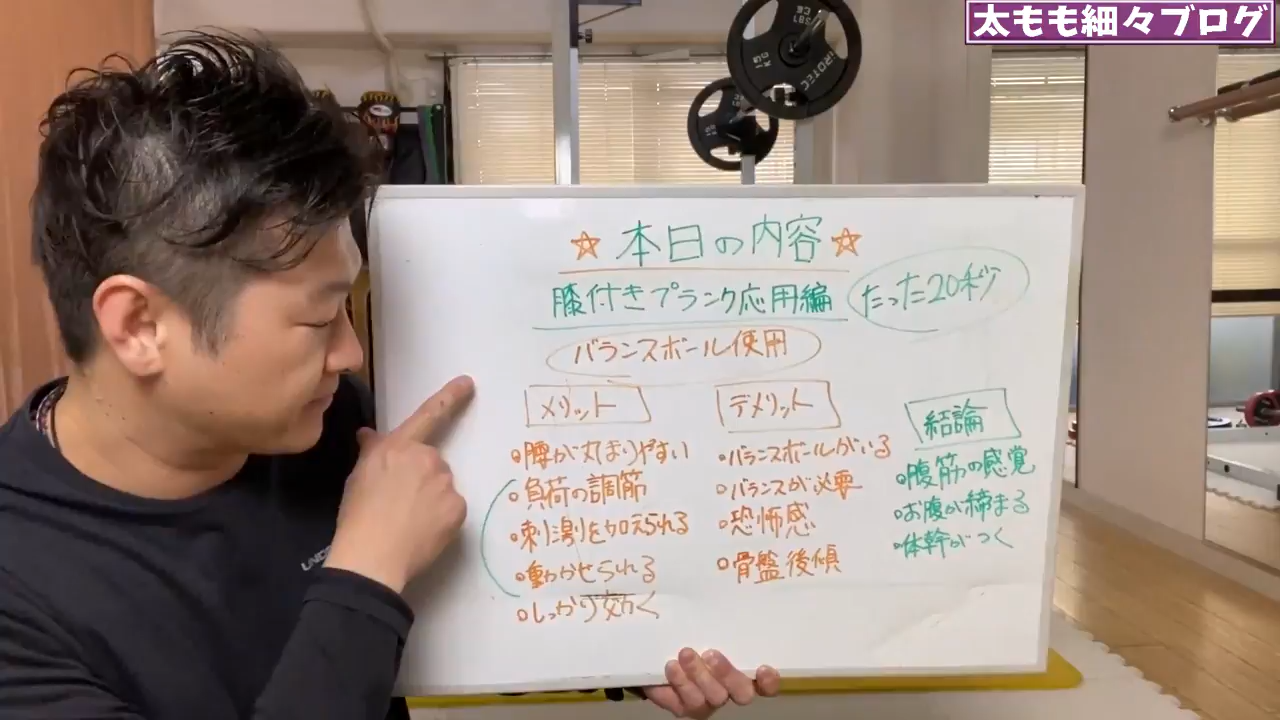 太もも細々ブログ
☆本日の内容☆
膝付きプランク応用編
たった20秒
バランスボール使用
メリット
・腰が丸まりやすい
・負荷の調節
・刺激を加えられる
・動かせられる
・しっかり効く
デメリット
・バランスボールがいる
・バランスが必要
・恐怖感
・骨盤後傾
結論
・腹筋の感覚
・お腹が締まる
・体幹がつく